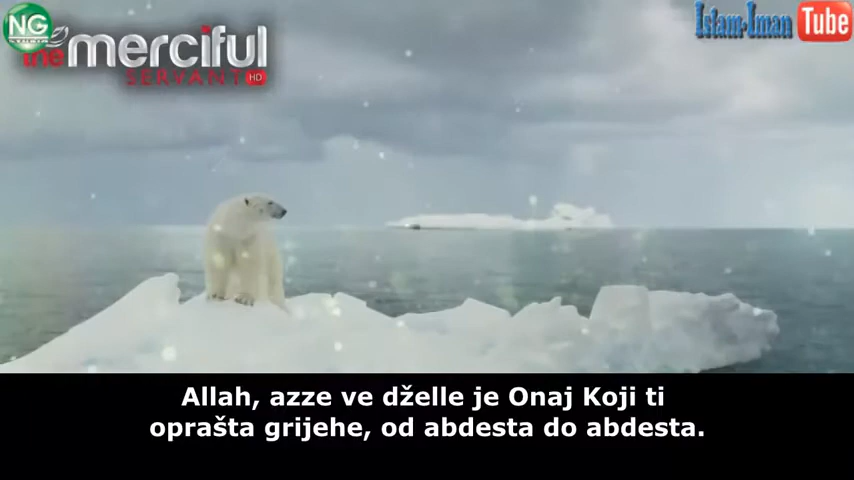 NG
STUDIO
the merciful
SERVANT HD
Islam-Iman Tube
Allah, azze ve dželle je Onaj Koji ti
oprašta grijehe, od abdesta do abdesta.